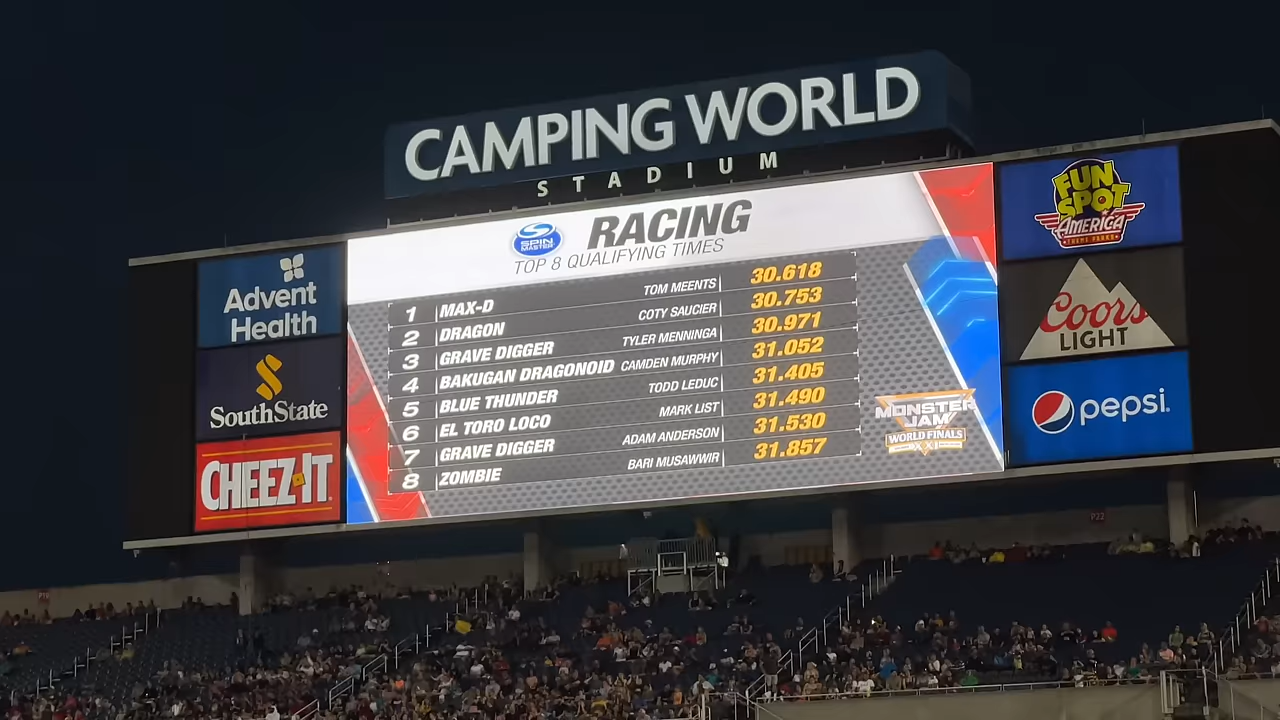 CAMPING WORLD
STADIUM
SPIN MASTER
RACING
TOP 8 QUALIFYING TIMES
1 MAX-D TOM MEENTS 30.618
2 DRAGON COTY SAUCIER 30.753
3 GRAVE DIGGER TYLER MENNINGA 30.971
4 BAKUGAN DRAGONOID CAMDEN MURPHY 31.052
5 BLUE THUNDER TODD LEDUC 31.405
6 EL TORO LOCO MARK LIST 31.490
7 GRAVE DIGGER ADAM ANDERSON 31.530
8 ZOMBIE BARI MUSAWWIR 31.857
MONSTER
JAM
WORLD FINALS
XXI
Advent
Health
SouthState
CHEEZ-IT
FUN
SPOT
AMERICA
THEME PARKS
Coors
LIGHT
pepsi
P22